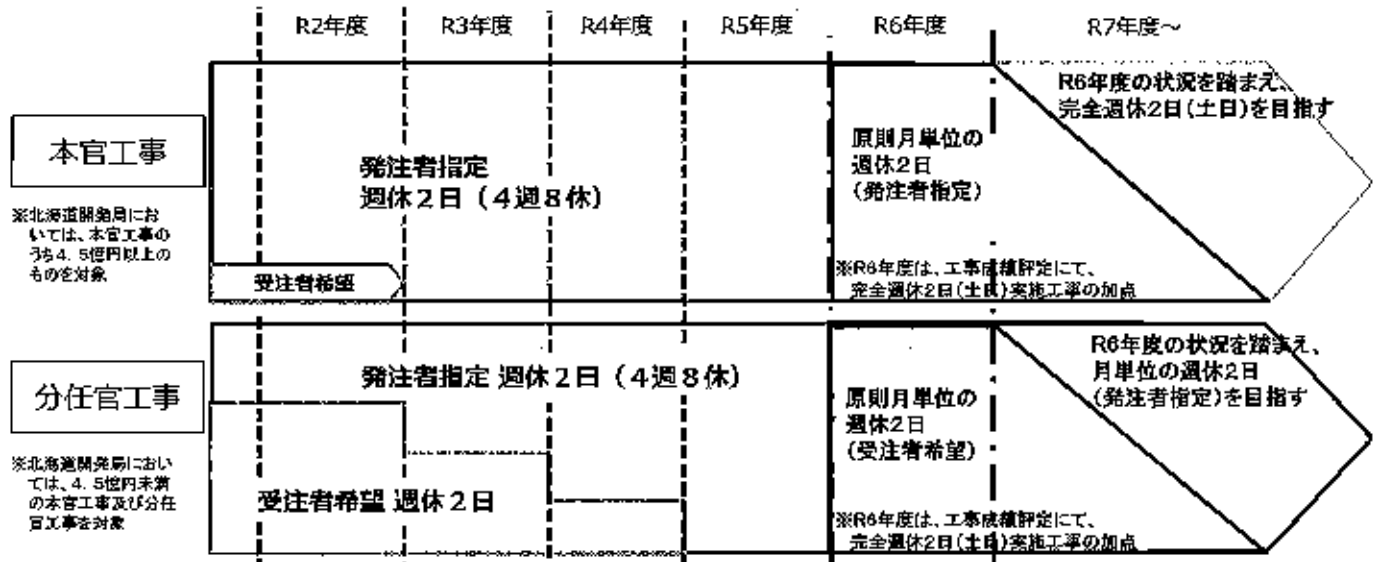 R2年度 R3年度 R4年度 R5年度 R6年度 R7年度～
本官工事
※北海道開発局にお
いては、本官工事の
うち4.5億円以上の
ものを対象
発注者指定
週休2日（4週8休）
受注者希望
原則月単位の
週休2日
(発注者指定)
※R6年度は、工事成績評定にて、
完全週休2日(土日)実施工事の加点
R6年度の状況を踏まえ、
完全週休2日(土日)を目指す
分任官工事
※北海道開発局におい
ては、4.5億円未満
の本官工事及び分任
官工事を対象
発注者指定 週休2日（4週8休）
受注者希望 週休2日
原則月単位の
週休2日
(受注者希望)
※R6年度は、工事成績評定にて、
完全週休2日(土日)実施工事の加点
R6年度の状況を踏まえ、
月単位の週休2日
(発注者指定)を目指す